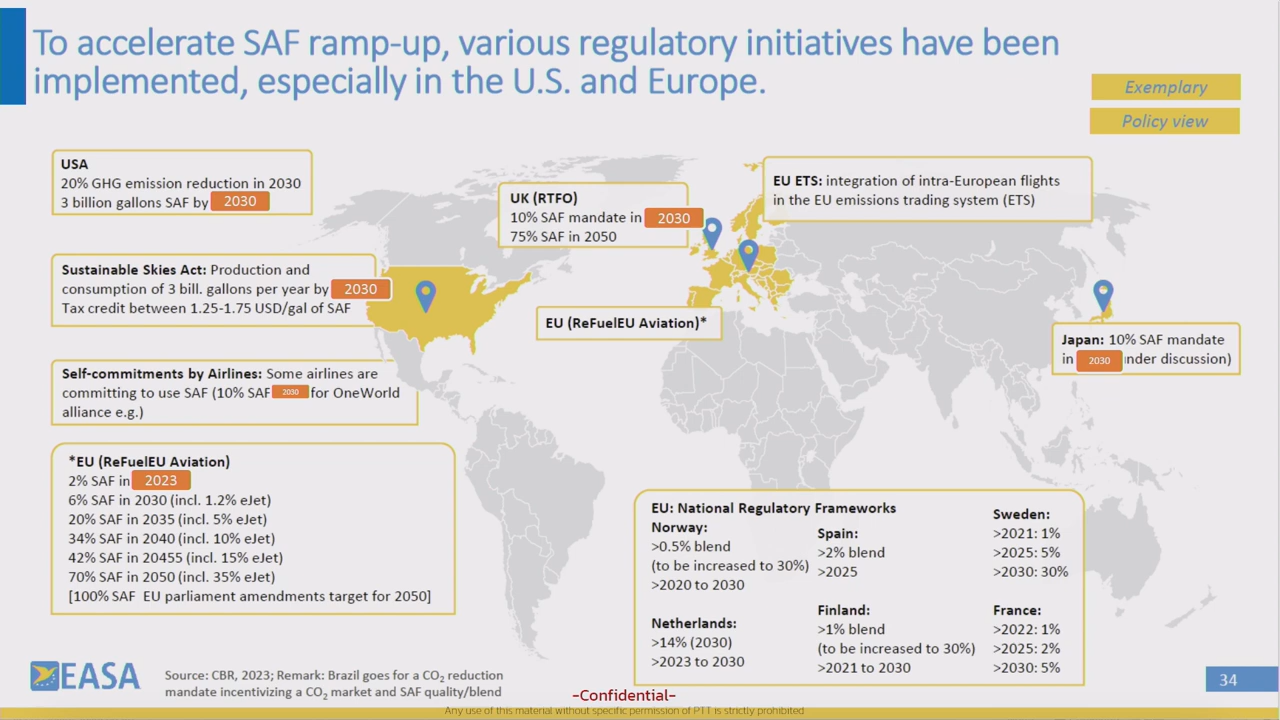 To accelerate SAF ramp-up, various regulatory initiatives have been
implemented, especially in the U.S. and Europe.
Exemplary
Policy view
USA
20% GHG emission reduction in 2030
3 billion gallons SAF by 2030
UK (RTFO)
10% SAF mandate in 2030
75% SAF in 2050
EU ETS: integration of intra-European flights
in the EU emissions trading system (ETS)
Sustainable Skies Act: Production and
consumption of 3 bill. gallons per year by 2030
Tax credit between 1.25-1.75 USD/gal of SAF
EU (ReFuelEU Aviation)*
Japan: 10% SAF mandate
in 2030 under discussion)
Self-commitments by Airlines: Some airlines are
committing to use SAF (10% SAF 2030 for OneWorld
alliance e.g.)
*EU (ReFuelEU Aviation)
2% SAF in 2023
6% SAF in 2030 (incl. 1.2% eJet)
20% SAF in 2035 (incl. 5% eJet)
34% SAF in 2040 (incl. 10% eJet)
42% SAF in 20455 (incl. 15% eJet)
70% SAF in 2050 (incl. 35% eJet)
[100% SAF EU parliament amendments target for 2050]
EU: National Regulatory Frameworks
Norway:
>0.5% blend
(to be increased to 30%)
>2020 to 2030
Netherlands:
>14% (2030)
>2023 to 2030
Spain:
>2% blend
>2025
Finland:
>1% blend
(to be increased to 30%)
>2021 to 2030
Sweden:
>2021: 1%
>2025: 5%
>2030: 30%
France:
>2022: 1%
>2025: 2%
>2030: 5%
EASA
Source: CBR, 2023; Remark: Brazil goes for a CO₂ reduction
mandate incentivizing a CO₂ market and SAF quality/blend
-Confidential-
Any use of this material without specific permission of PTT is strictly prohibited
34